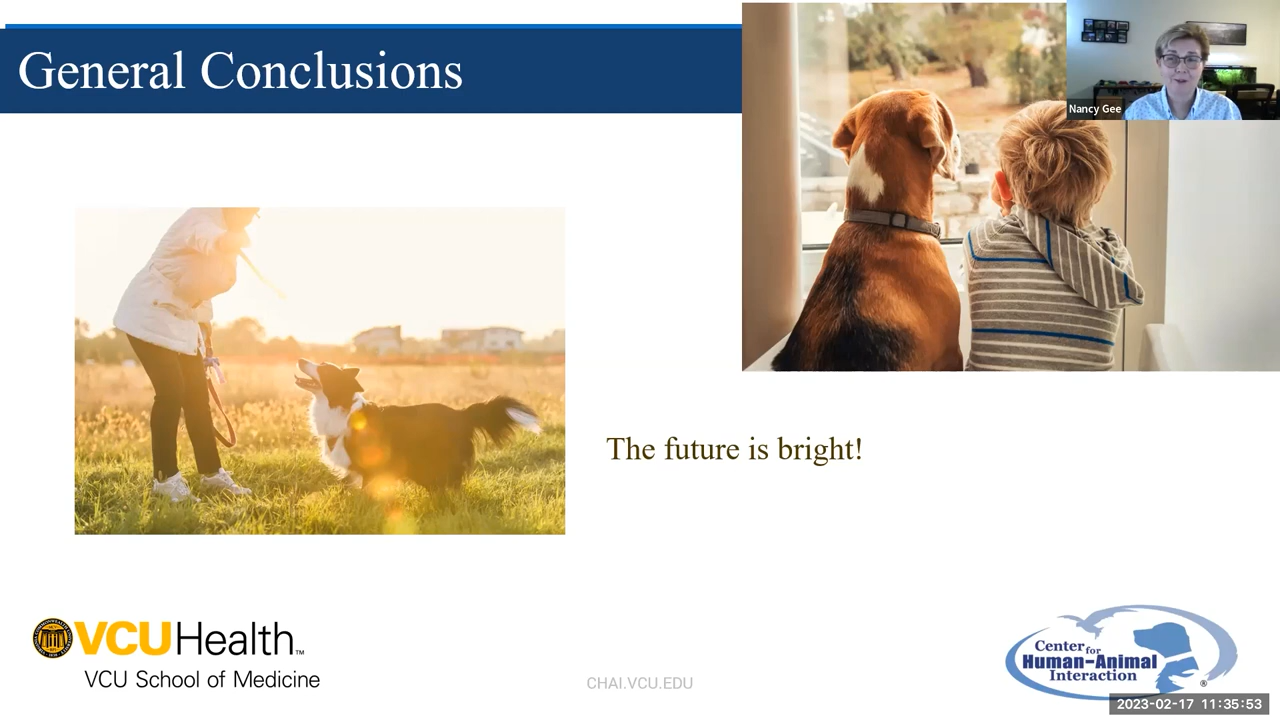 General Conclusions
Nancy Gee
The future is bright!
VCUHealth™
VCU School of Medicine
CHAI.VCU.EDU
Center for
Human-Animal
Interaction
®
2023-02-17 11:35:53